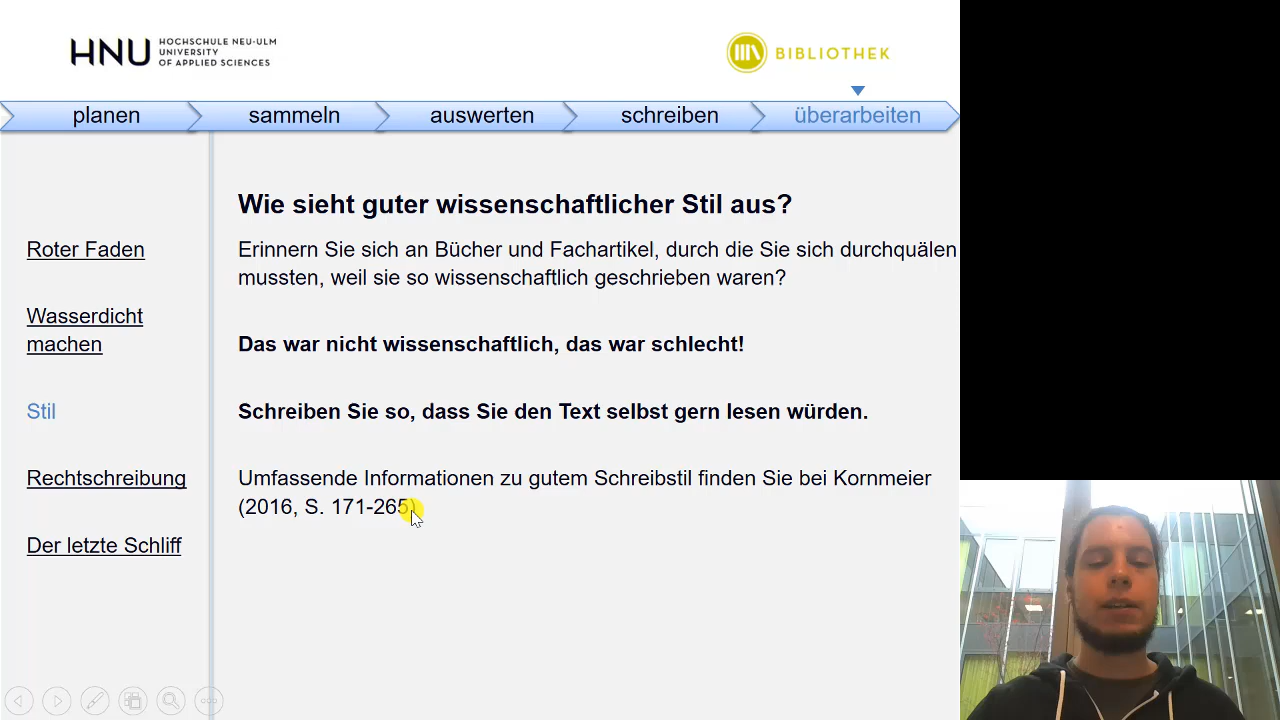 HNU HOCHSCHULE NEU-ULM
UNIVERSITY
OF APPLIED SCIENCES
BIBLIOTHEK
planen
sammeln
auswerten
schreiben
überarbeiten
Roter Faden
Wasserdicht
machen
Stil
Rechtschreibung
Der letzte Schliff
Wie sieht guter wissenschaftlicher Stil aus?
Erinnern Sie sich an Bücher und Fachartikel, durch die Sie sich durchquälen
mussten, weil sie so wissenschaftlich geschrieben waren?
Das war nicht wissenschaftlich, das war schlecht!
Schreiben Sie so, dass Sie den Text selbst gern lesen würden.
Umfassende Informationen zu gutem Schreibstil finden Sie bei Kornmeier
(2016, S. 171-265)